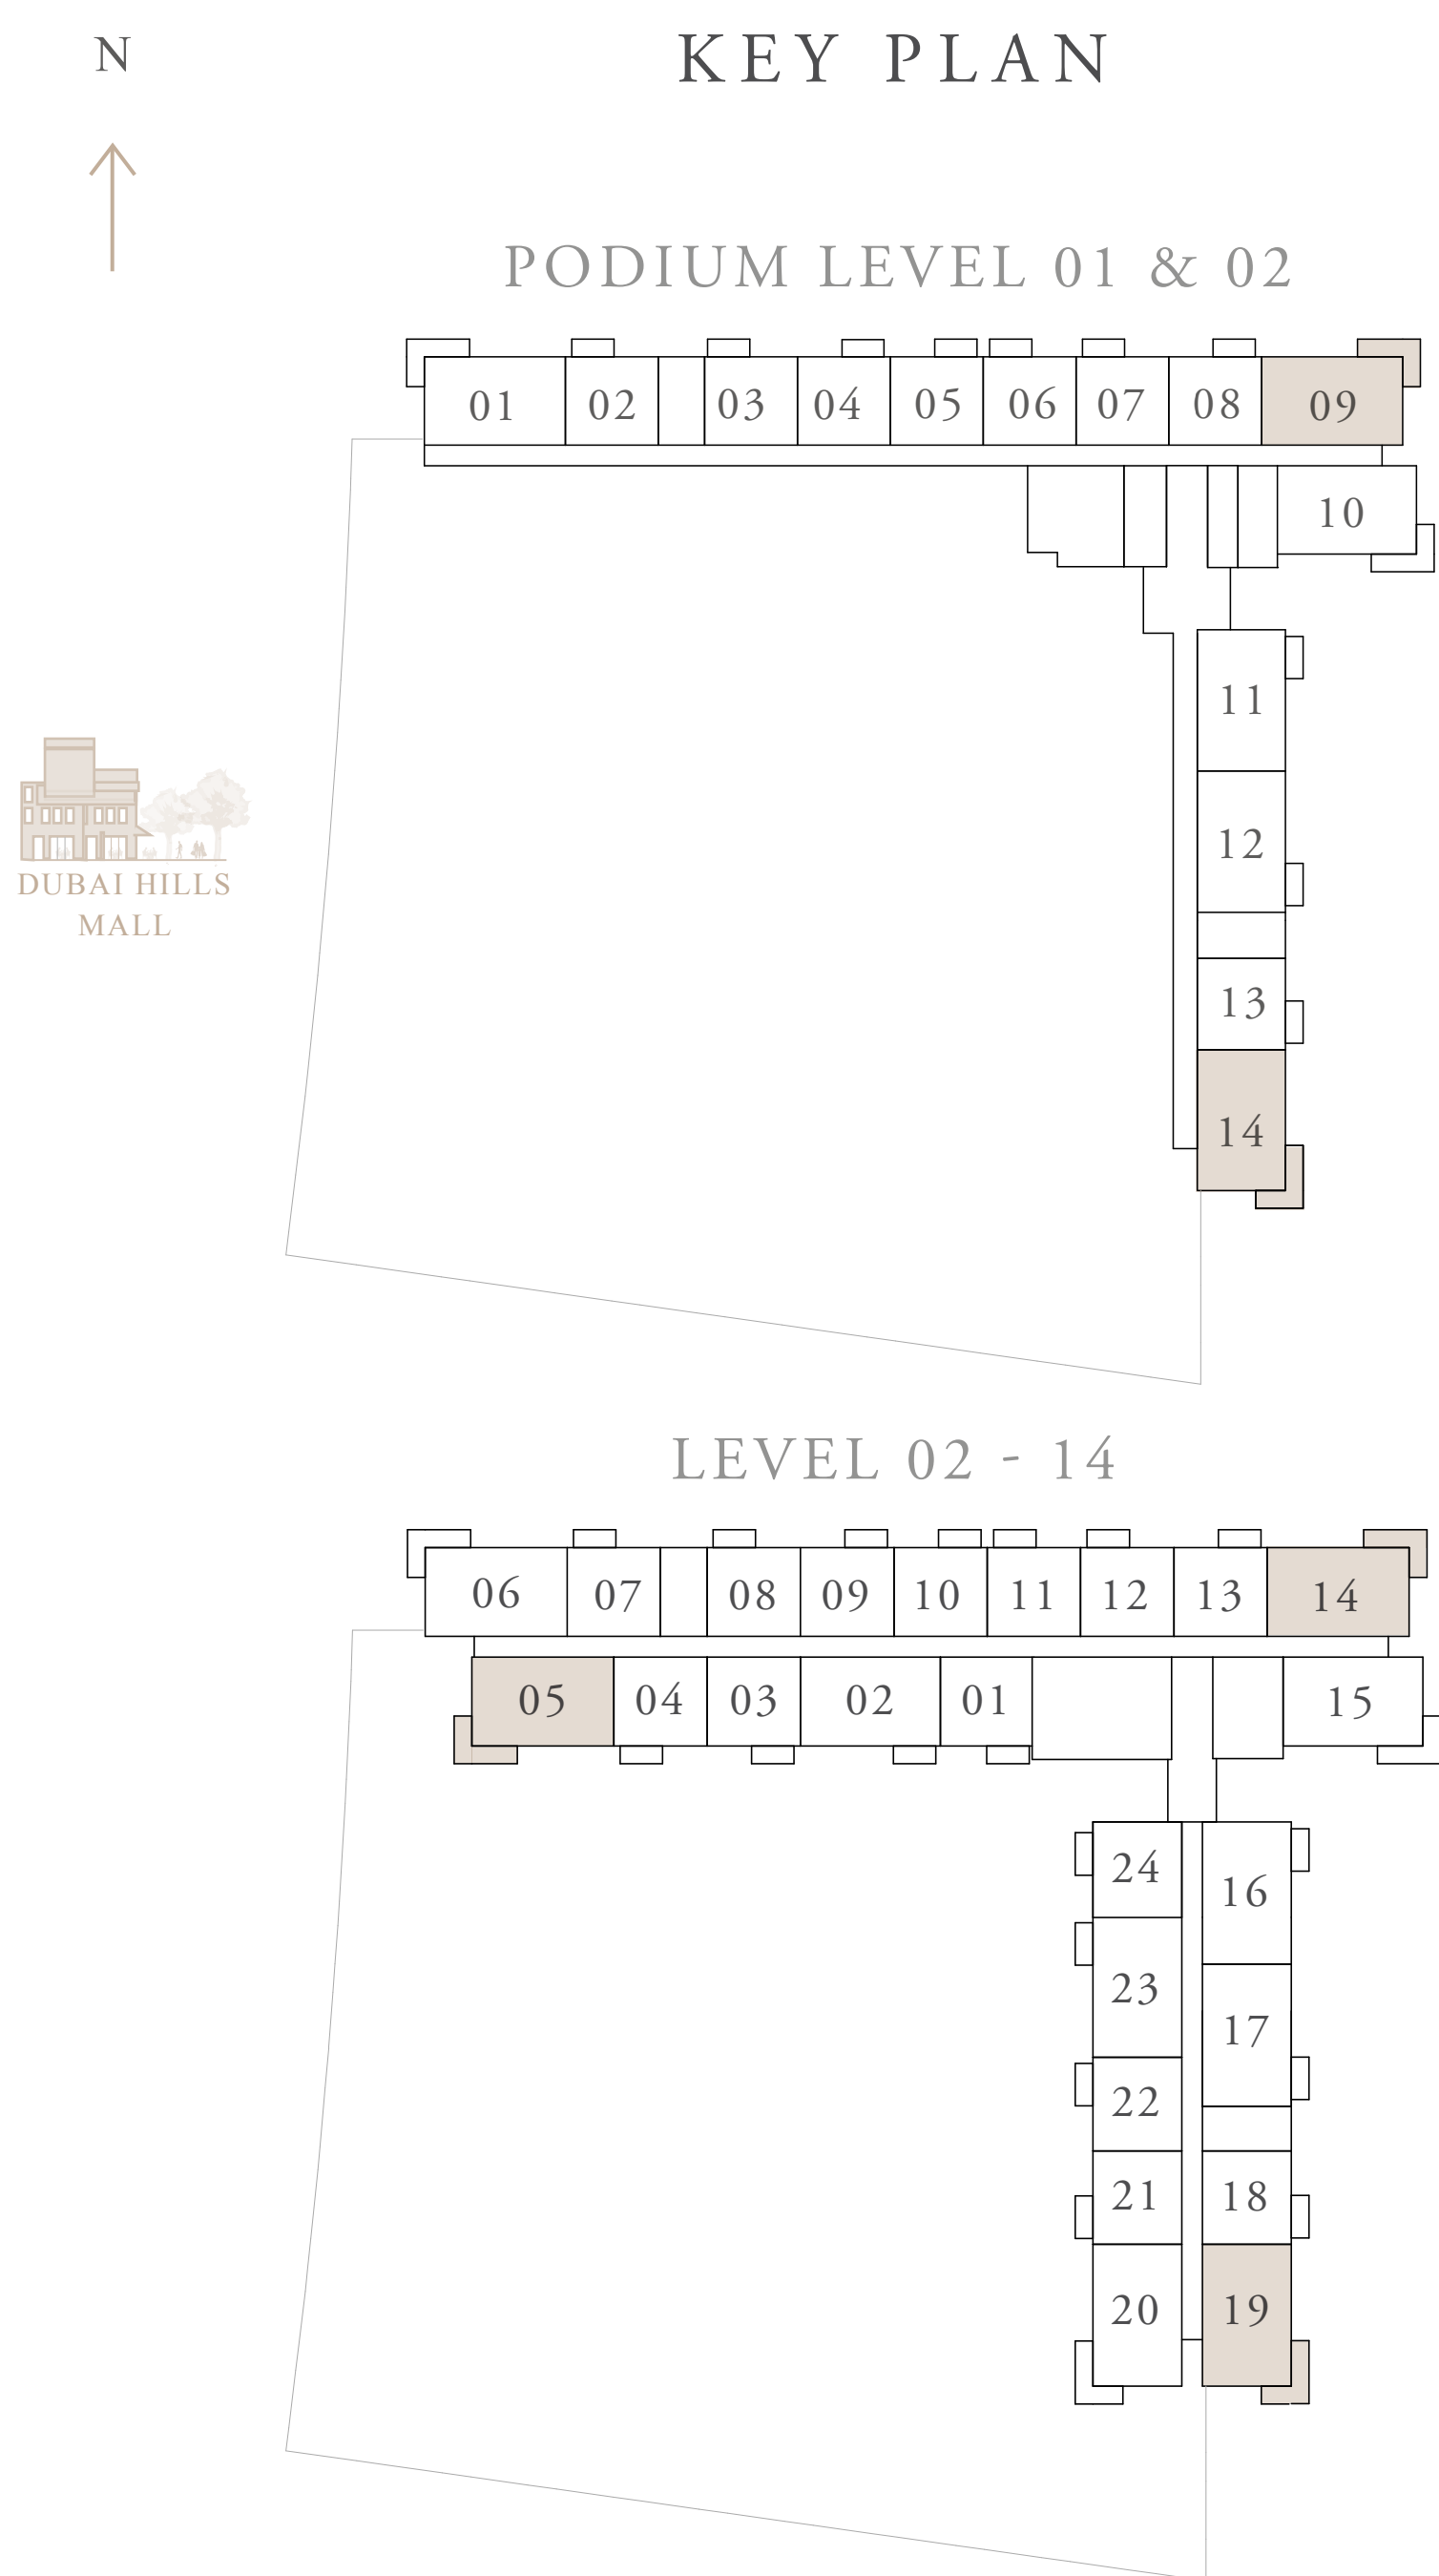 N
KEY PLAN
PODIUM LEVEL 01 & 02
01 02 03 04 05 06 07 08 09
10
11
12
13
14
DUBAI HILLS
MALL
LEVEL 02 - 14
06 07 08 09 10 11 12 13 14
05 04 03 02 01 15
24 16
23 17
22
21 18
20 19